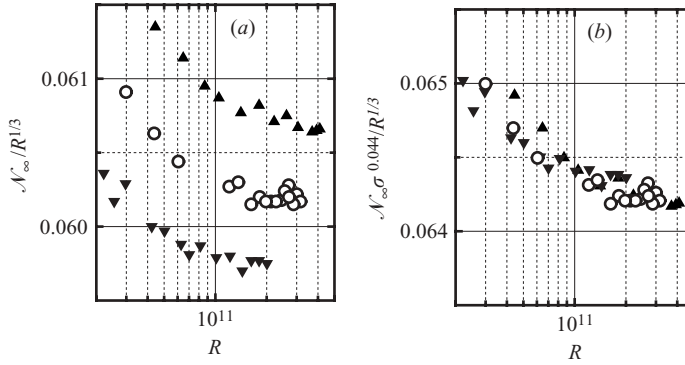 (a)
0.061
0.060
𝒩∞/R^{1/3}
10^{11}
R
(b)
0.065
0.064
𝒩∞σ^{0.044}/R^{1/3}
10^{11}
R